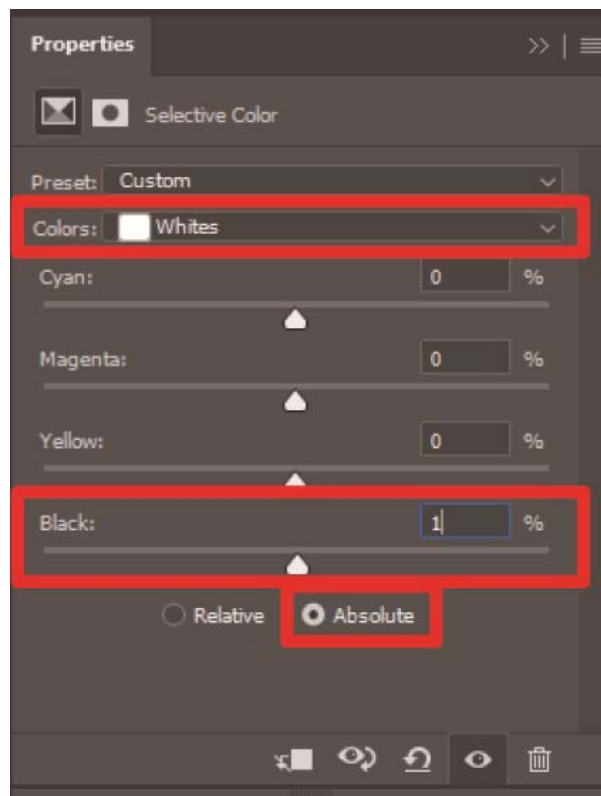 Properties
Selective Color
Preset: Custom
Colors: Whites
Cyan: 0 %
Magenta: 0 %
Yellow: 0 %
Black: 1 %
Relative Absolute